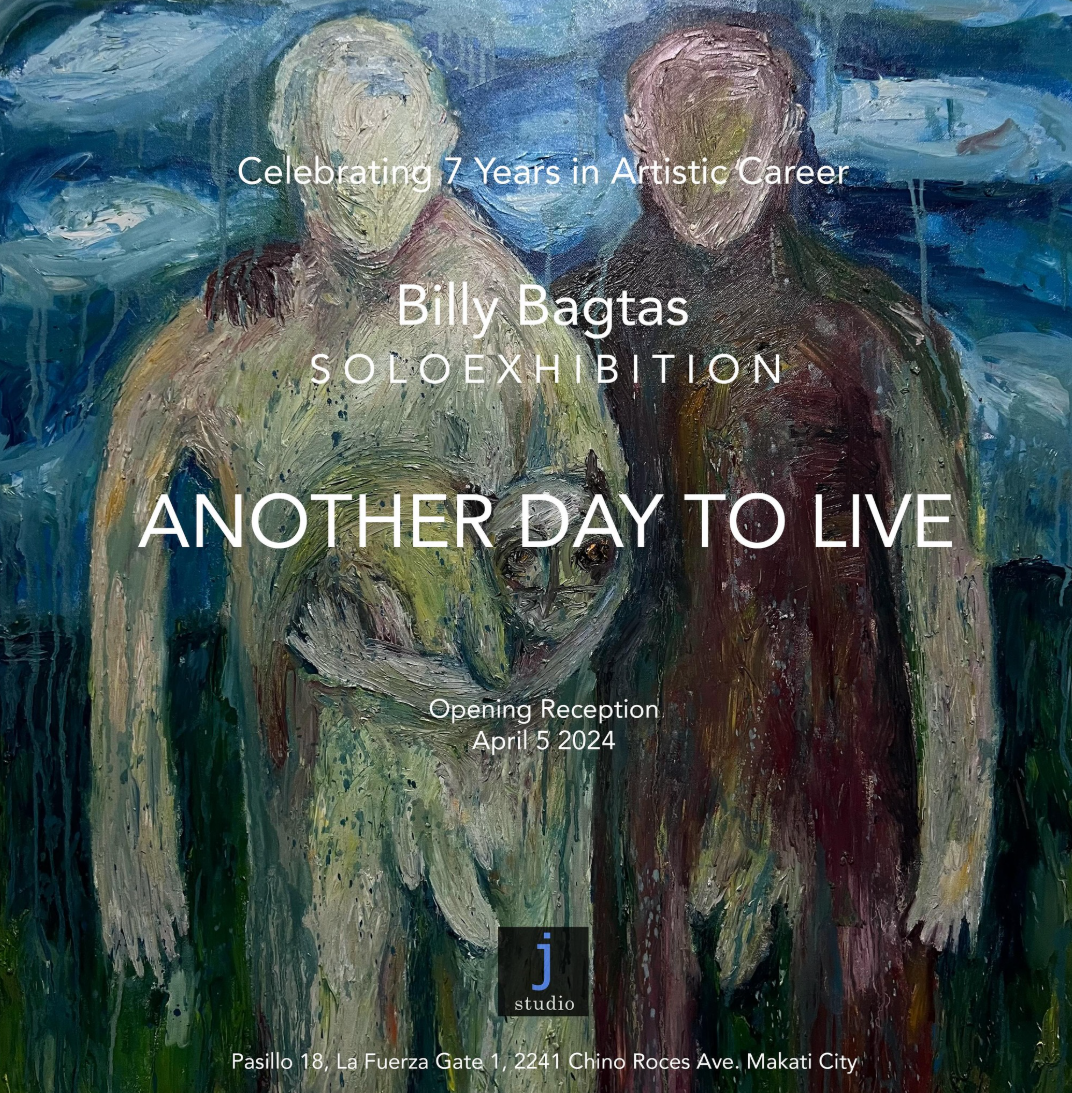 Celebrating 7 Years in Artistic Career
Billy Bagtas
SOLOEXHIBITION
ANOTHER DAY TO LIVE
Opening Reception
April 5 2024
j
studio
Pasillo 18, La Fuerza Gate 1, 2241 Chino Roces Ave. Makati City